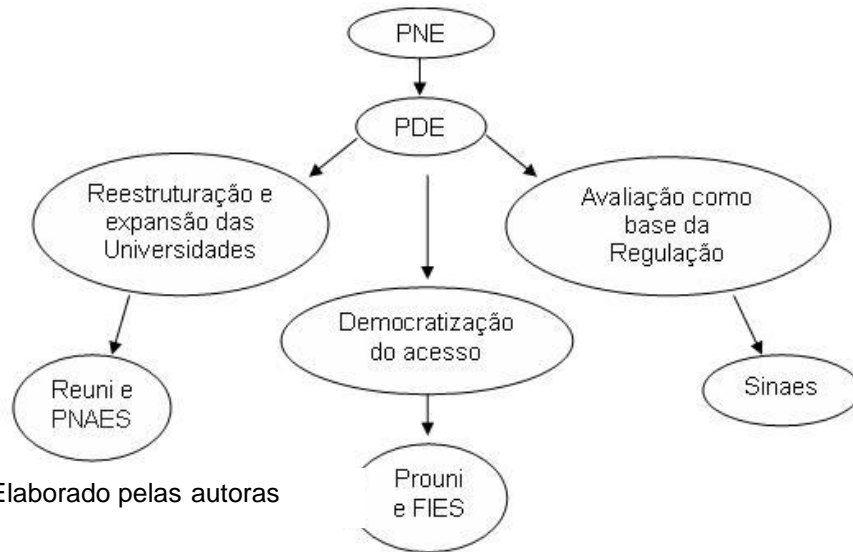 PNE
PDE
Reestruturação e
expansão das
Universidades
Avaliação como
base da
Regulação
Democratização
do acesso
Reuni e
PNAES
Sinaes
Prouni
e FIES
Elaborado pelas autoras